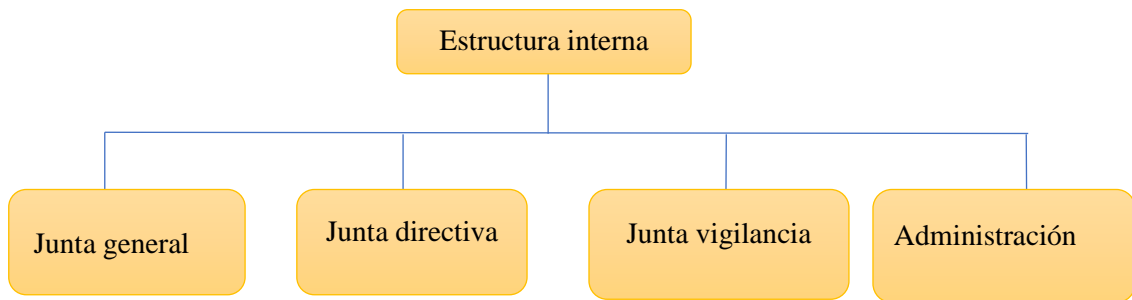 Estructura interna
Junta general
Junta directiva
Junta vigilancia
Administración